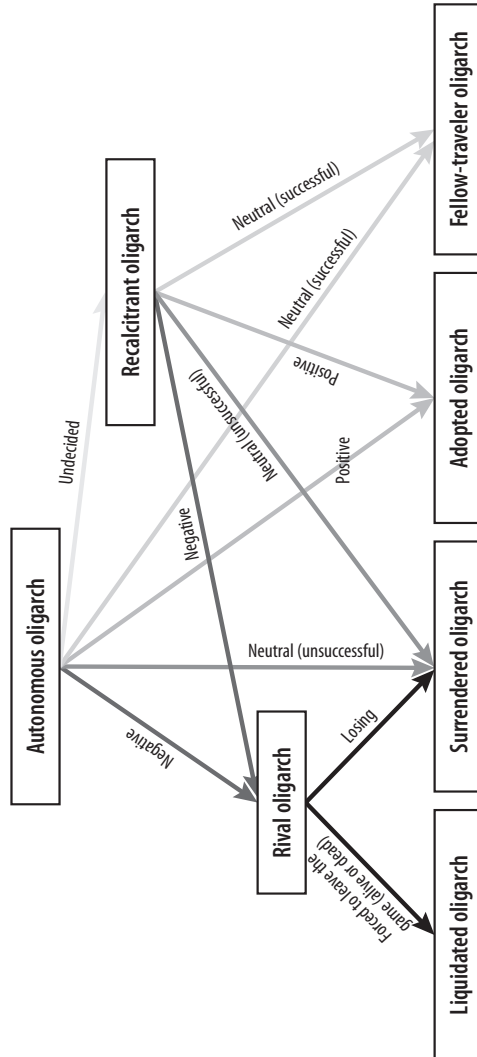 Autonomous oligarch
Undecided
Recalcitrant oligarch
Negative
Neutral (unsuccessful)
Positive
Neutral (successful)
Negative
Neutral (unsuccessful)
Positive
Neutral (successful)
Rival oligarch
Forced to leave the
game (alive or dead)
Losing
Liquidated oligarch
Surrendered oligarch
Adopted oligarch
Fellow-traveler oligarch